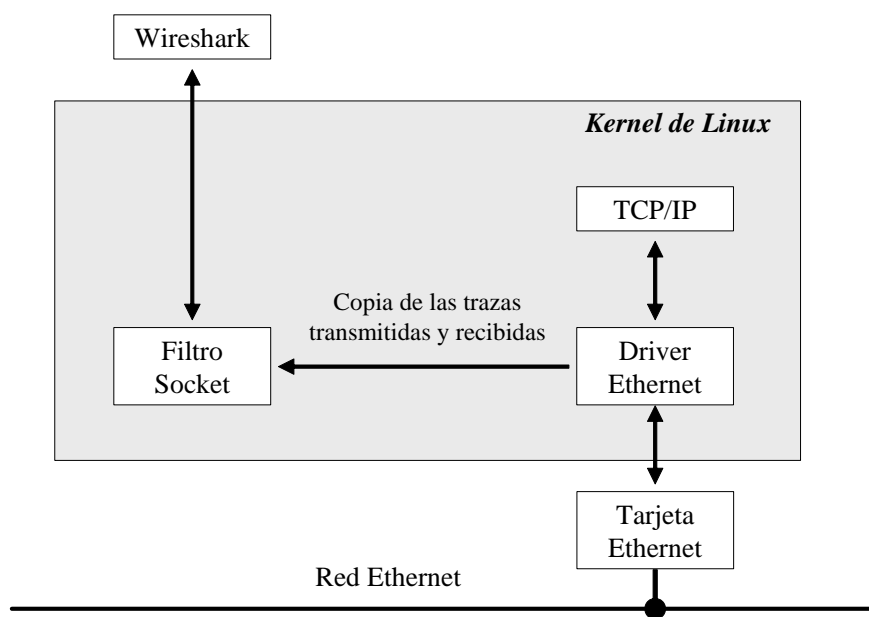 Wireshark
Kernel de Linux
TCP/IP
Copia de las trazas
transmitidas y recibidas
Filtro
Socket
Driver
Ethernet
Tarjeta
Ethernet
Red Ethernet